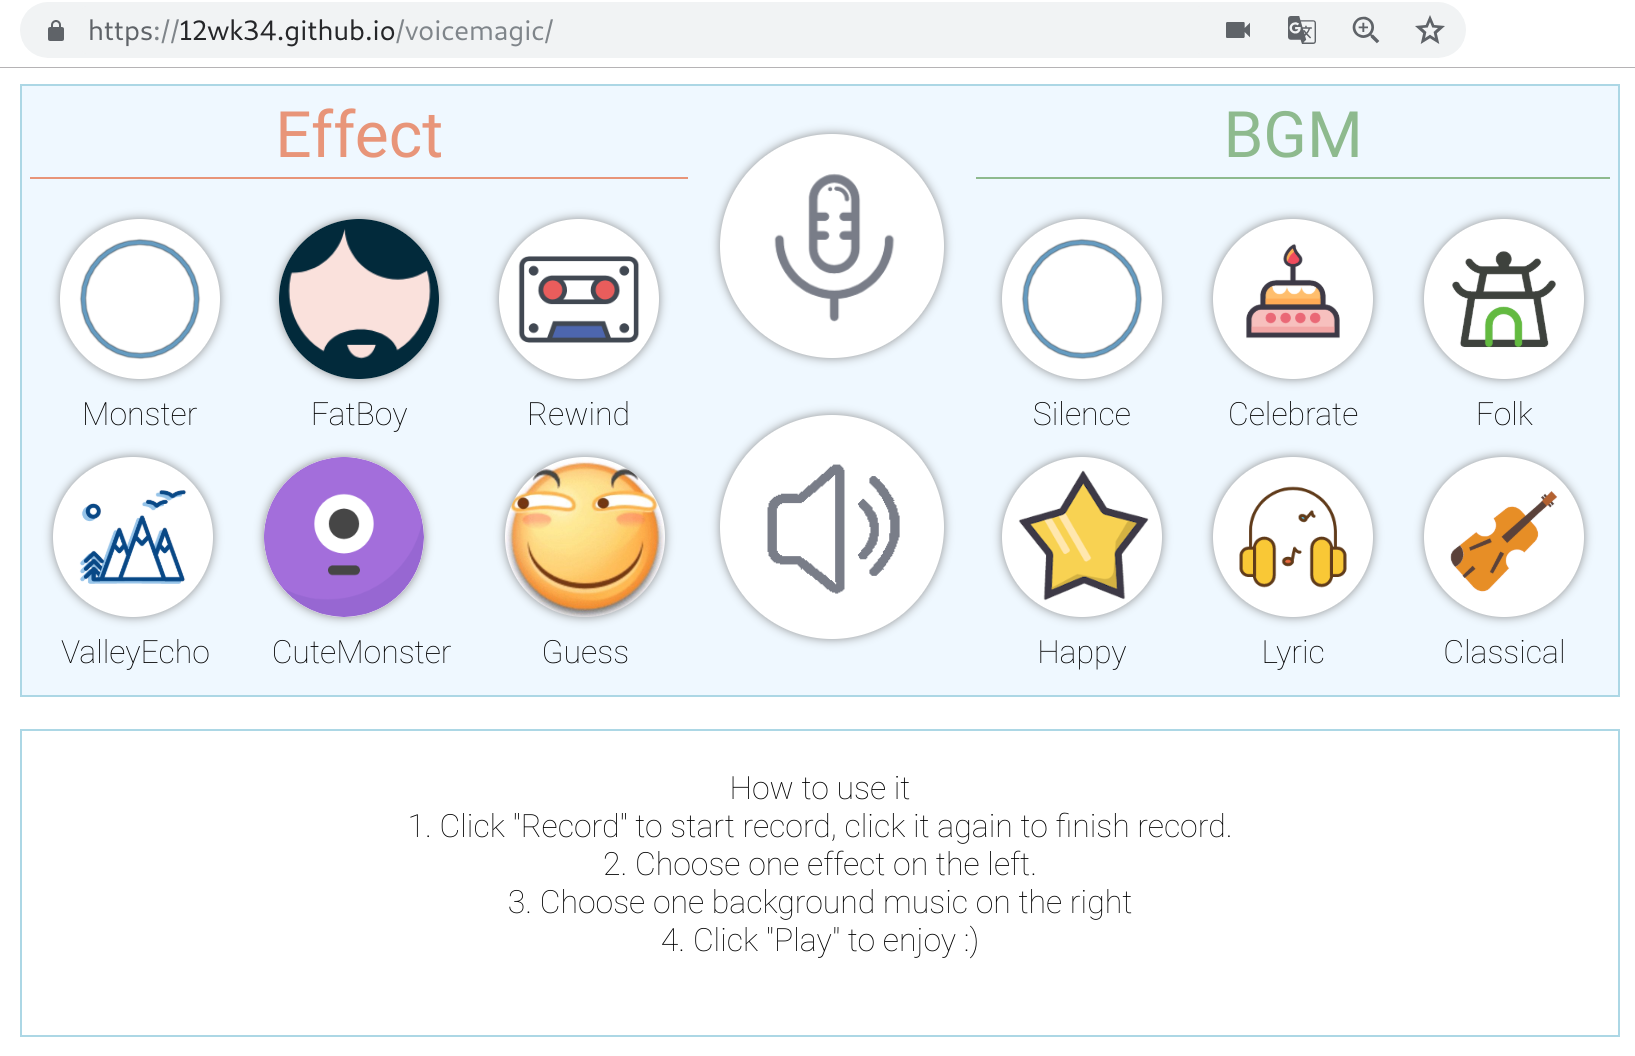 https://12wk34.github.io/voicemagic/
Effect
BGM
Monster
FatBoy
Rewind
Silence
Celebrate
Folk
ValleyEcho
CuteMonster
Guess
Happy
Lyric
Classical
How to use it
1. Click "Record" to start record, click it again to finish record.
2. Choose one effect on the left.
3. Choose one background music on the right
4. Click "Play" to enjoy :)